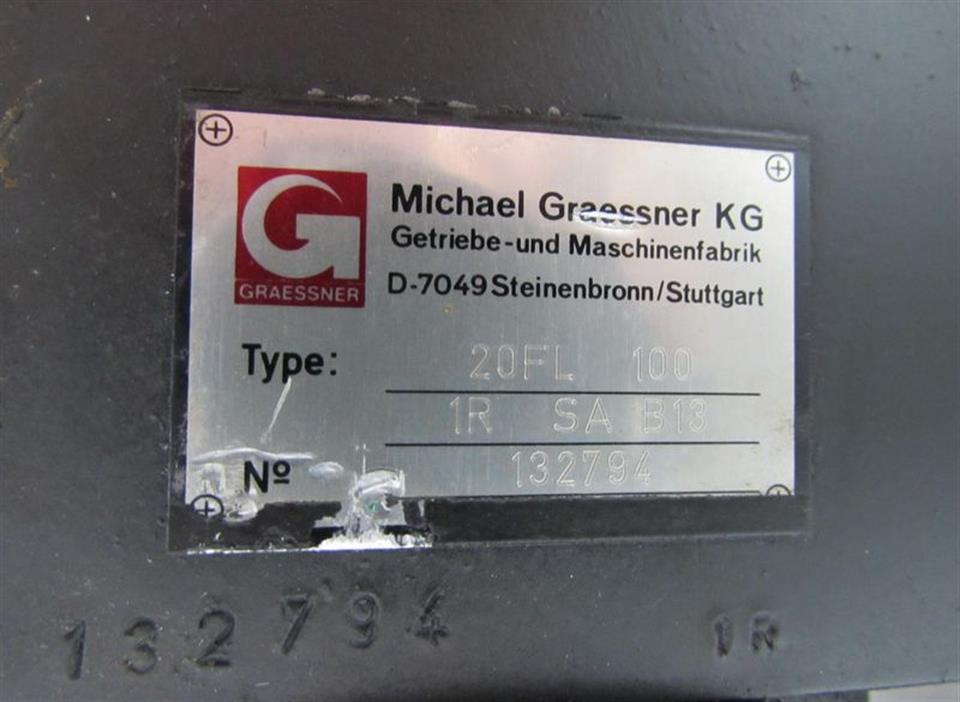 G
GRAESSNER
Michael Graessner KG
Getriebe-und Maschinenfabrik
D-7049 Steinenbronn/Stuttgart
Type: 20FL 100
1R SA B13
Nº 132794
132794 1R